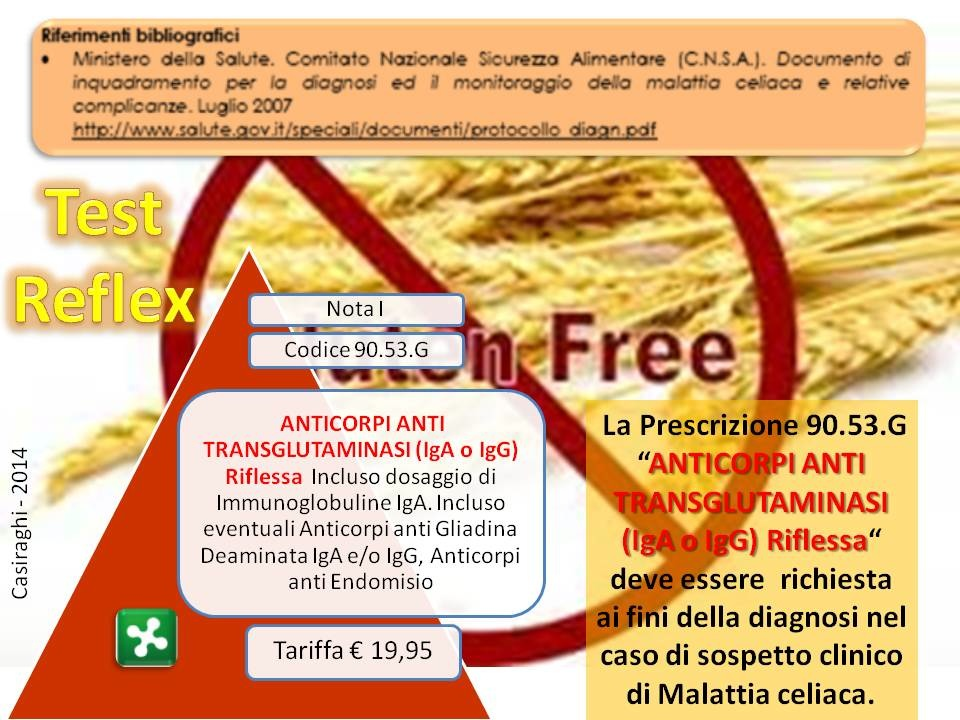 Riferimenti bibliografici
• Ministero della Salute. Comitato Nazionale Sicurezza Alimentare (C.N.S.A.). Documento di
inquadramento per la diagnosi ed il monitoraggio della malattia celiaca e relative
complicanze. Luglio 2007
http://www.salute.gov.it/speciali/documenti/protocollo_diagn.pdf
Test
Reflex
Nota I
Codice 90.53.G
Free
ANTICORPI ANTI
TRANSGLUTAMINASI (IgA o IgG)
Riflessa Incluso dosaggio di
Immunoglobuline IgA. Incluso
eventuali Anticorpi anti Gliadina
Deaminata IgA e/o IgG, Anticorpi
anti Endomisio
Tariffa € 19,95
Casiraghi - 2014
La Prescrizione 90.53.G
“ANTICORPI ANTI
TRANSGLUTAMINASI
(IgA o IgG) Riflessa“
deve essere richiesta
ai fini della diagnosi nel
caso di sospetto clinico
di Malattia celiaca.